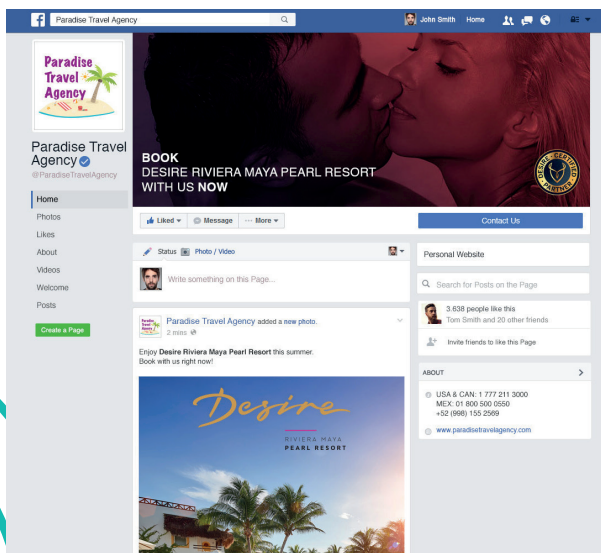 Paradise Travel Agency
John Smith Home
Paradise
Travel
Agency
Paradise Travel
Agency
@ParadiseTravelAgency
Home
Photos
Likes
About
Videos
Welcome
Posts
Create a Page
BOOK
DESIRE RIVIERA MAYA PEARL RESORT
WITH US NOW
DESIRE CERTIFIED
PARTNER
Liked
Message
··· More
Contact Us
Status
Photo / Video
Write something on this Page...
Paradise Travel Agency added a new photo.
2 mins
Enjoy Desire Riviera Maya Pearl Resort this summer.
Book with us right now!
Desire
RIVIERA MAYA
PEARL RESORT
Personal Website
Search for Posts on the Page
3.638 people like this
Tom Smith and 20 other friends
Invite friends to like this Page
ABOUT
USA & CAN: 1 777 211 3000
MEX: 01 800 500 0550
+52 (998) 155 2569
www.paradisetravelagency.com